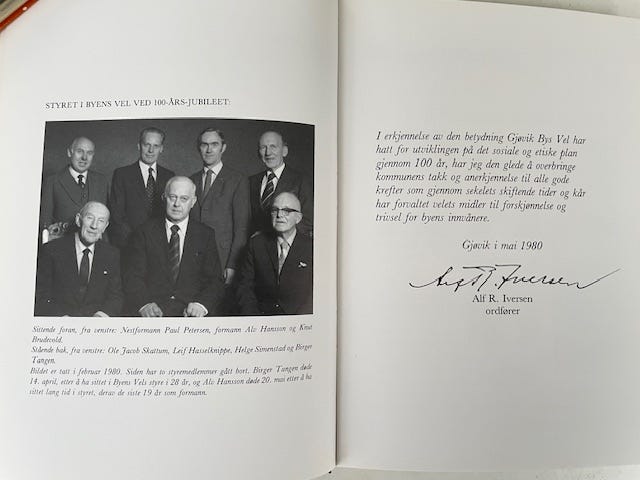 STYRET I BYENS VEL VED 100-ÅRS-JUBILEET:
Sittende foran, fra venstre: Nestformann Paul Petersen, formann Alv Hansson og Knut
Brudevold.
Stående bak, fra venstre: Ole Jacob Skattum, Leif Hasselknippe, Helge Simenstad og Birger
Tangen.
Bildet er tatt i februar 1980. Siden har to styremedlemmer gått bort. Birger Tangen døde
14. april, etter å ha sittet i Byens Vels styre i 28 år, og Alv Hansson døde 20. mai etter å ha
sittet lang tid i styret, derav de siste 19 år som formann.
I erkjennelse av den betydning Gjøvik Bys Vel har
hatt for utviklingen på det sosiale og etiske plan
gjennom 100 år, har jeg den glede å overbringe
kommunens takk og anerkjennelse til alle gode
krefter som gjennom sekelets skiftende tider og kår
har forvaltet velets midler til forskjønnelse og
trivsel for byens innvånere.
Gjøvik i mai 1980
Alf R. Iversen
Alf R. Iversen
ordfører